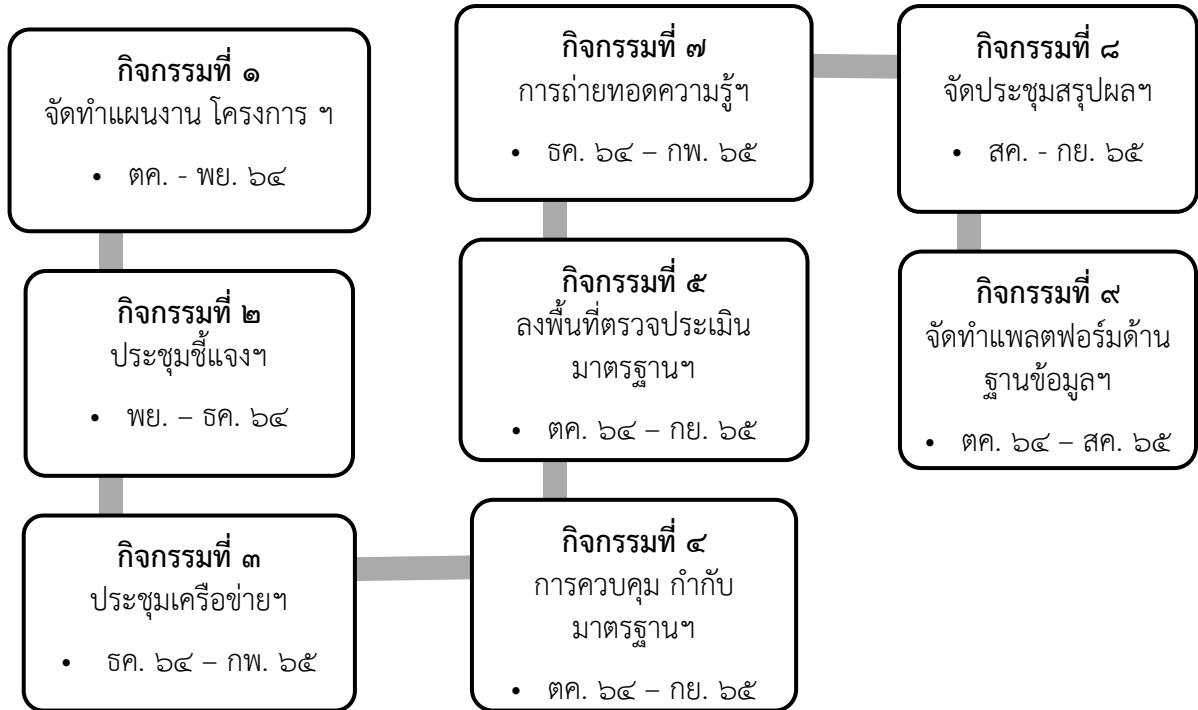 กิจกรรมที่ ๑
จัดทำแผนงาน โครงการ ฯ
• ตค. - พย. ๖๔
กิจกรรมที่ ๒
ประชุมชี้แจงฯ
• พย. – ธค. ๖๔
กิจกรรมที่ ๓
ประชุมเครือข่ายฯ
• ธค. ๖๔ – กพ. ๖๕
กิจกรรมที่ ๔
การควบคุม กำกับ
มาตรฐานฯ
• ตค. ๖๔ – กย. ๖๕
กิจกรรมที่ ๕
ลงพื้นที่ตรวจประเมิน
มาตรฐานฯ
• ตค. ๖๔ – กย. ๖๕
กิจกรรมที่ ๗
การถ่ายทอดความรู้ฯ
• ธค. ๖๔ – กพ. ๖๕
กิจกรรมที่ ๘
จัดประชุมสรุปผลฯ
• สค. - กย. ๖๕
กิจกรรมที่ ๙
จัดทำแพลตฟอร์มด้าน
ฐานข้อมูลฯ
• ตค. ๖๔ – สค. ๖๕